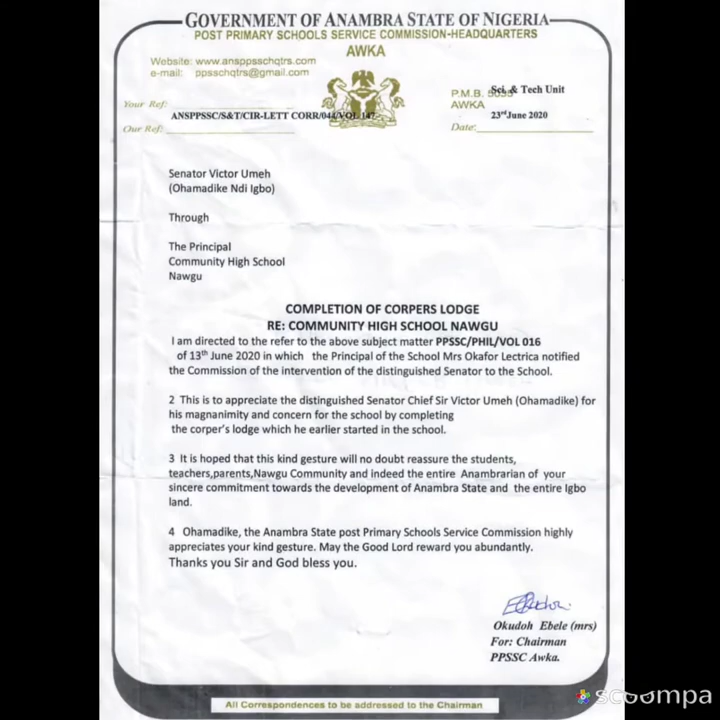 GOVERNMENT OF ANAMBRA STATE OF NIGERIA
POST PRIMARY SCHOOLS SERVICE COMMISSION-HEADQUARTERS
AWKA
Website: www.ansppsschqtrs.com
e-mail: ppsschqtrs@gmail.com
P.M.B. Sci. & Tech Unit
AWKA
Your Ref:
ANSPPSSC/S&T/CIR-LETT CORR/044/VOL 147
23rd June 2020
Our Ref:
Date:
Senator Victor Umeh
(Ohamadike Ndi Igbo)
Through
The Principal
Community High School
Nawgu
COMPLETION OF CORPERS LODGE
RE: COMMUNITY HIGH SCHOOL NAWGU
I am directed to the refer to the above subject matter PPSSC/PHIL/VOL 016
of 13th June 2020 in which the Principal of the School Mrs Okafor Lectrica notified
the Commission of the intervention of the distinguished Senator to the School.
2 This is to appreciate the distinguished Senator Chief Sir Victor Umeh (Ohamadike) for
his magnanimity and concern for the school by completing
the corper's lodge which he earlier started in the school.
3 It is hoped that this kind gesture will no doubt reassure the students,
teachers,parents,Nawgu Community and indeed the entire Anambrarian of your
sincere commitment towards the development of Anambra State and the entire Igbo
land.
4 Ohamadike, the Anambra State post Primary Schools Service Commission highly
appreciates your kind gesture. May the Good Lord reward you abundantly.
Thanks you Sir and God bless you.
Okudoh Ebele (mrs)
For: Chairman
PPSSC Awka.
All Correspondences to be addressed to the Chairman
scoompa